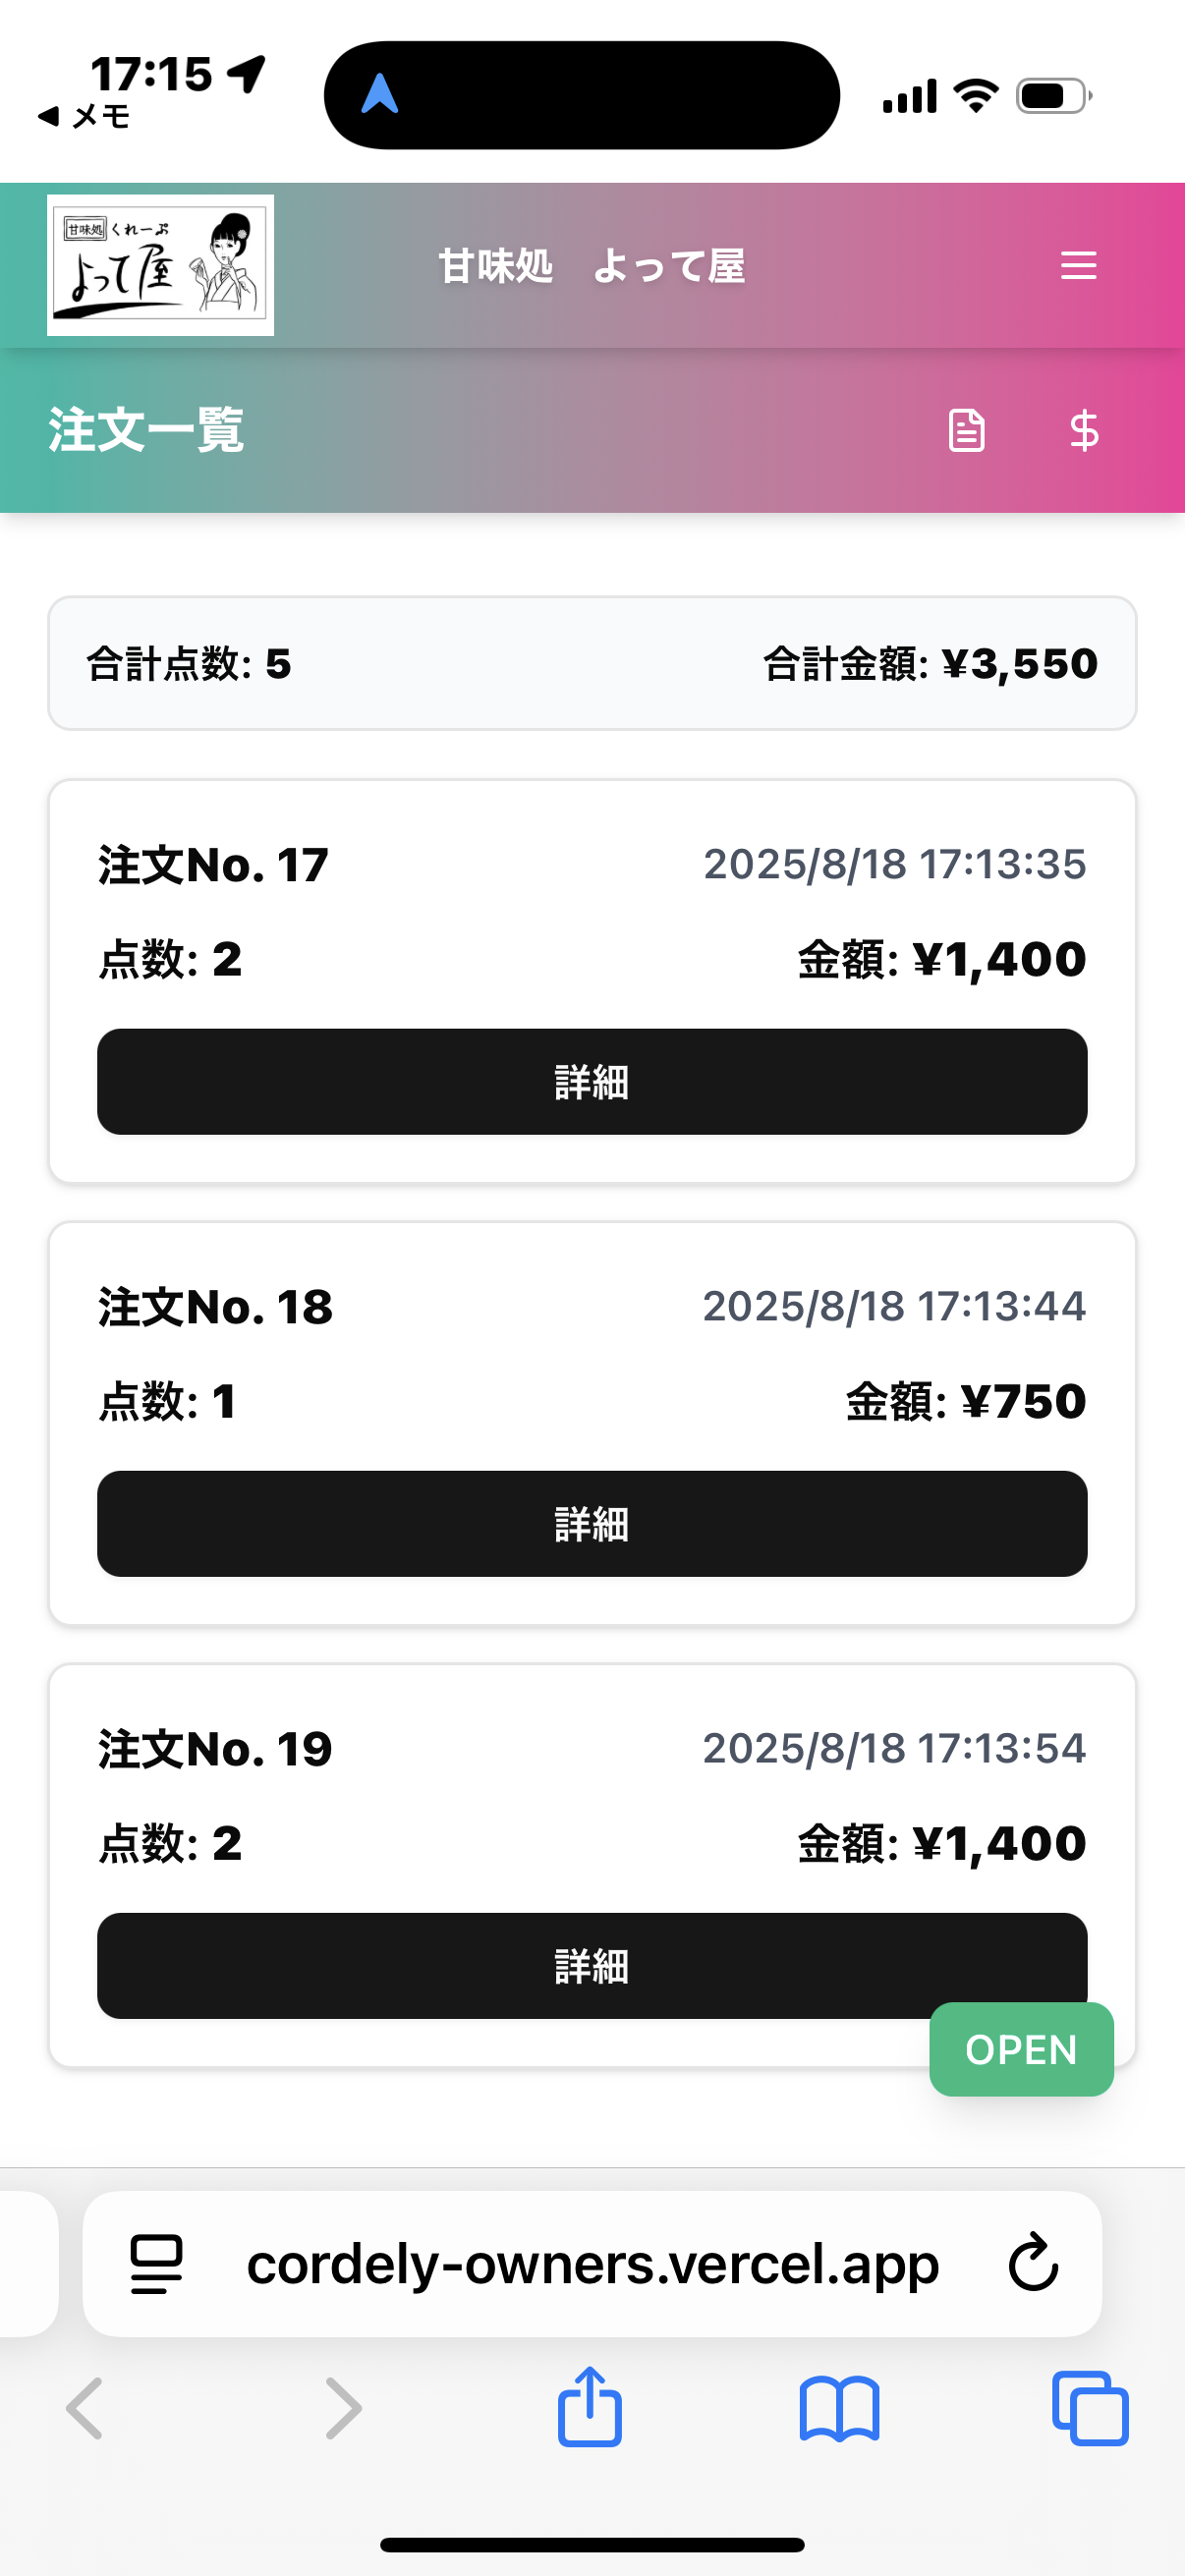 17:15
メモ
甘味処 くれーぷ
よって屋
甘味処　よって屋
注文一覧
合計点数: 5 合計金額: ¥3,550
注文No. 17 2025/8/18 17:13:35
点数: 2 金額: ¥1,400
詳細
注文No. 18 2025/8/18 17:13:44
点数: 1 金額: ¥750
詳細
注文No. 19 2025/8/18 17:13:54
点数: 2 金額: ¥1,400
詳細
OPEN
cordely-owners.vercel.app